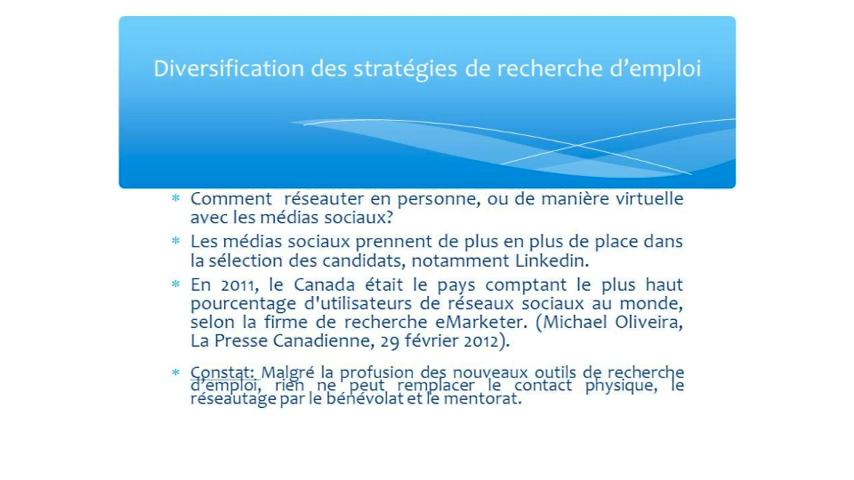 Diversification des stratégies de recherche d’emploi
* Comment réseauter en personne, ou de manière virtuelle
avec les médias sociaux?
* Les médias sociaux prennent de plus en plus de place dans
la sélection des candidats, notamment Linkedin.
* En 2011, le Canada était le pays comptant le plus haut
pourcentage d'utilisateurs de réseaux sociaux au monde,
selon la firme de recherche eMarketer. (Michael Oliveira,
La Presse Canadienne, 29 février 2012).
* Constat: Malgré la profusion des nouveaux outils de recherche
d’emploi, rien ne peut remplacer le contact physique, le
réseautage par le bénévolat et le mentorat.